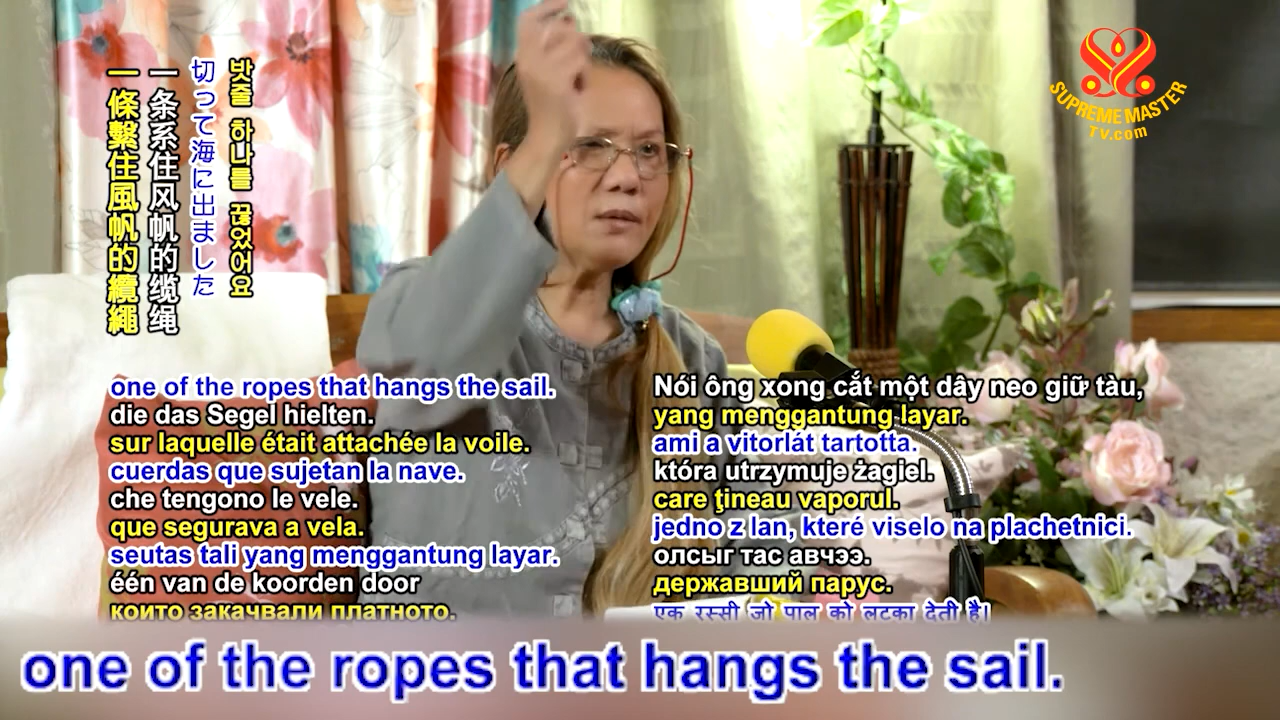 밧줄 하나를 끊었어요
切って海に出ました
一条系住风帆的缆绳
一條繫住風帆的纜繩
SUPREME MASTER
TV.com
one of the ropes that hangs the sail.
die das Segel hielten.
sur laquelle était attachée la voile.
cuerdas que sujetan la nave.
che tengono le vele.
que segurava a vela.
seutas tali yang menggantung layar.
één van de koorden door
които закачвали платното.
Nói ông xong cắt một dây neo giữ tàu,
yang menggantung layar.
ami a vitorlát tartotta.
która utrzymuje żagiel.
care ţineau vaporul.
jedno z lan, které viselo na plachetnici.
олсыг тас авчээ.
державший парус.
एक रस्सी जो पाल को लटका देती है।
one of the ropes that hangs the sail.